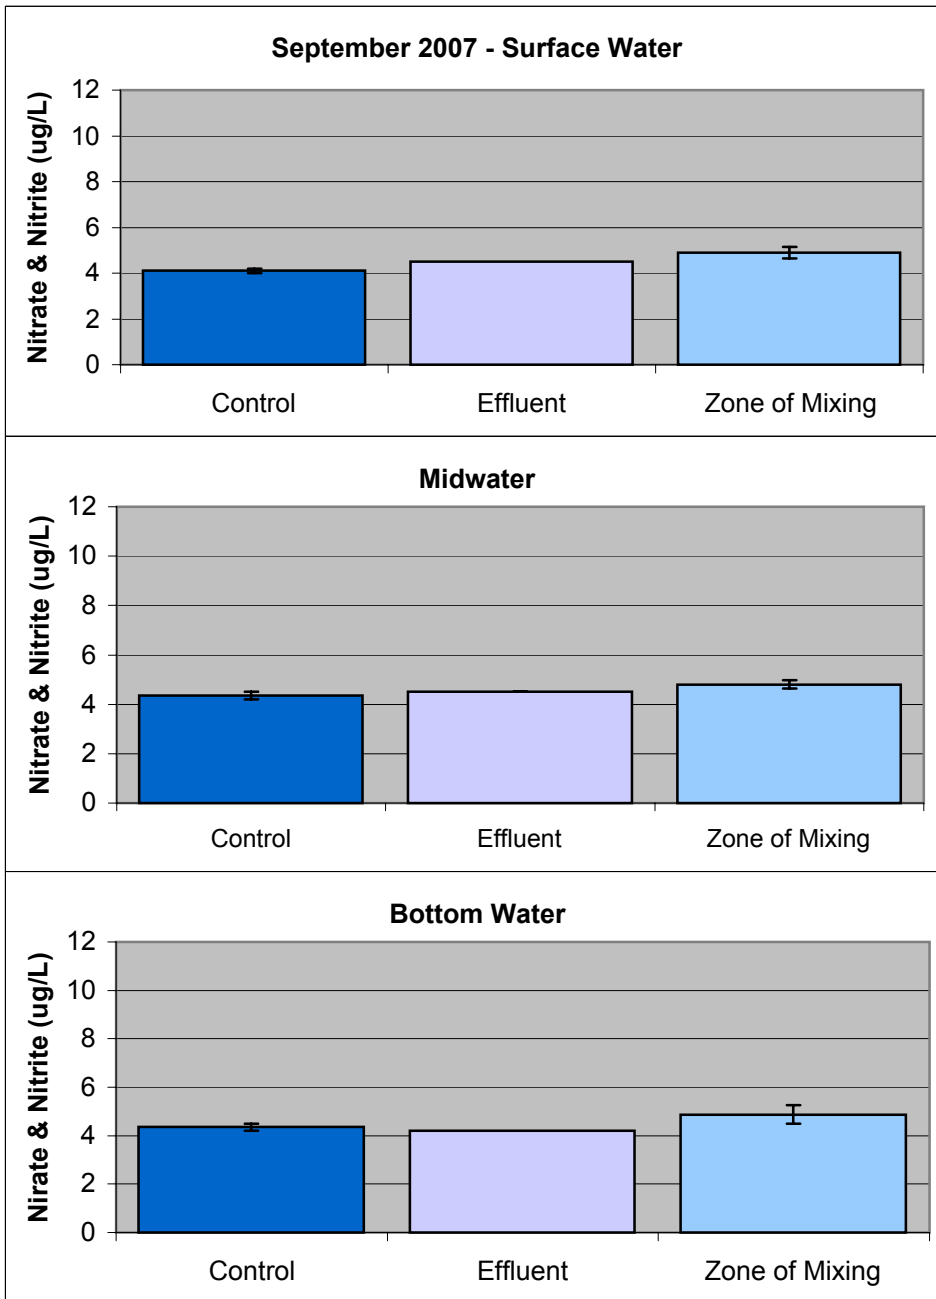 September 2007 - Surface Water
Nitrate & Nitrite (ug/L)
12
10
8
6
4
2
0
Control Effluent Zone of Mixing
Midwater
Nitrate & Nitrite (ug/L)
12
10
8
6
4
2
0
Control Effluent Zone of Mixing
Bottom Water
Nirate & Nitrite (ug/L)
12
10
8
6
4
2
0
Control Effluent Zone of Mixing